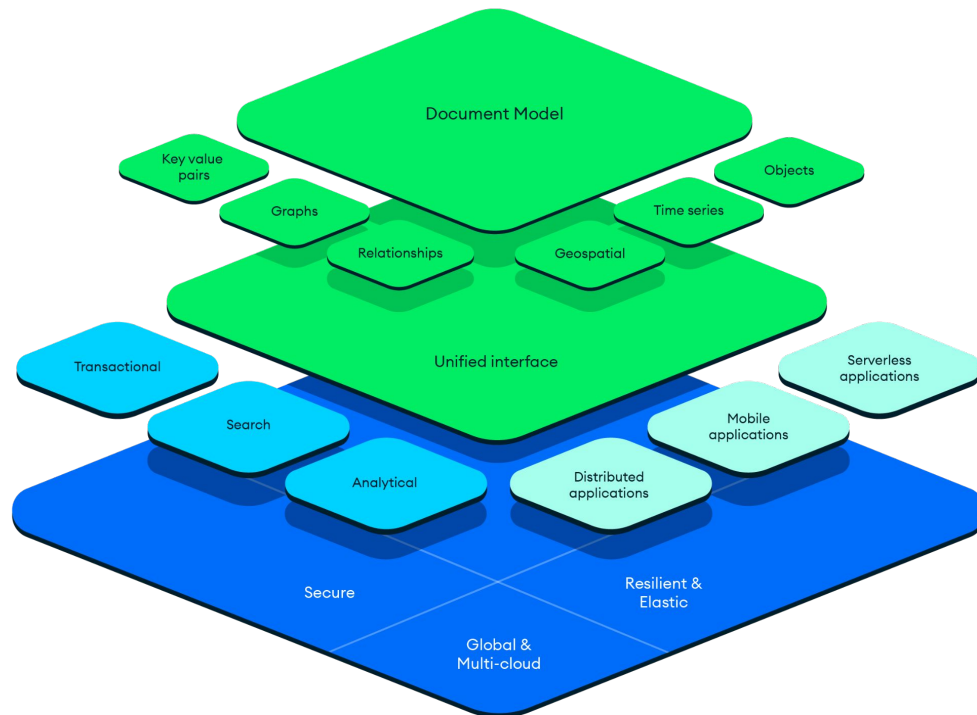 Document Model
Key value
pairs
Objects
Graphs
Time series
Relationships
Geospatial
Unified interface
Transactional
Serverless
applications
Search
Mobile
applications
Analytical
Distributed
applications
Secure
Resilient &
Elastic
Global &
Multi-cloud